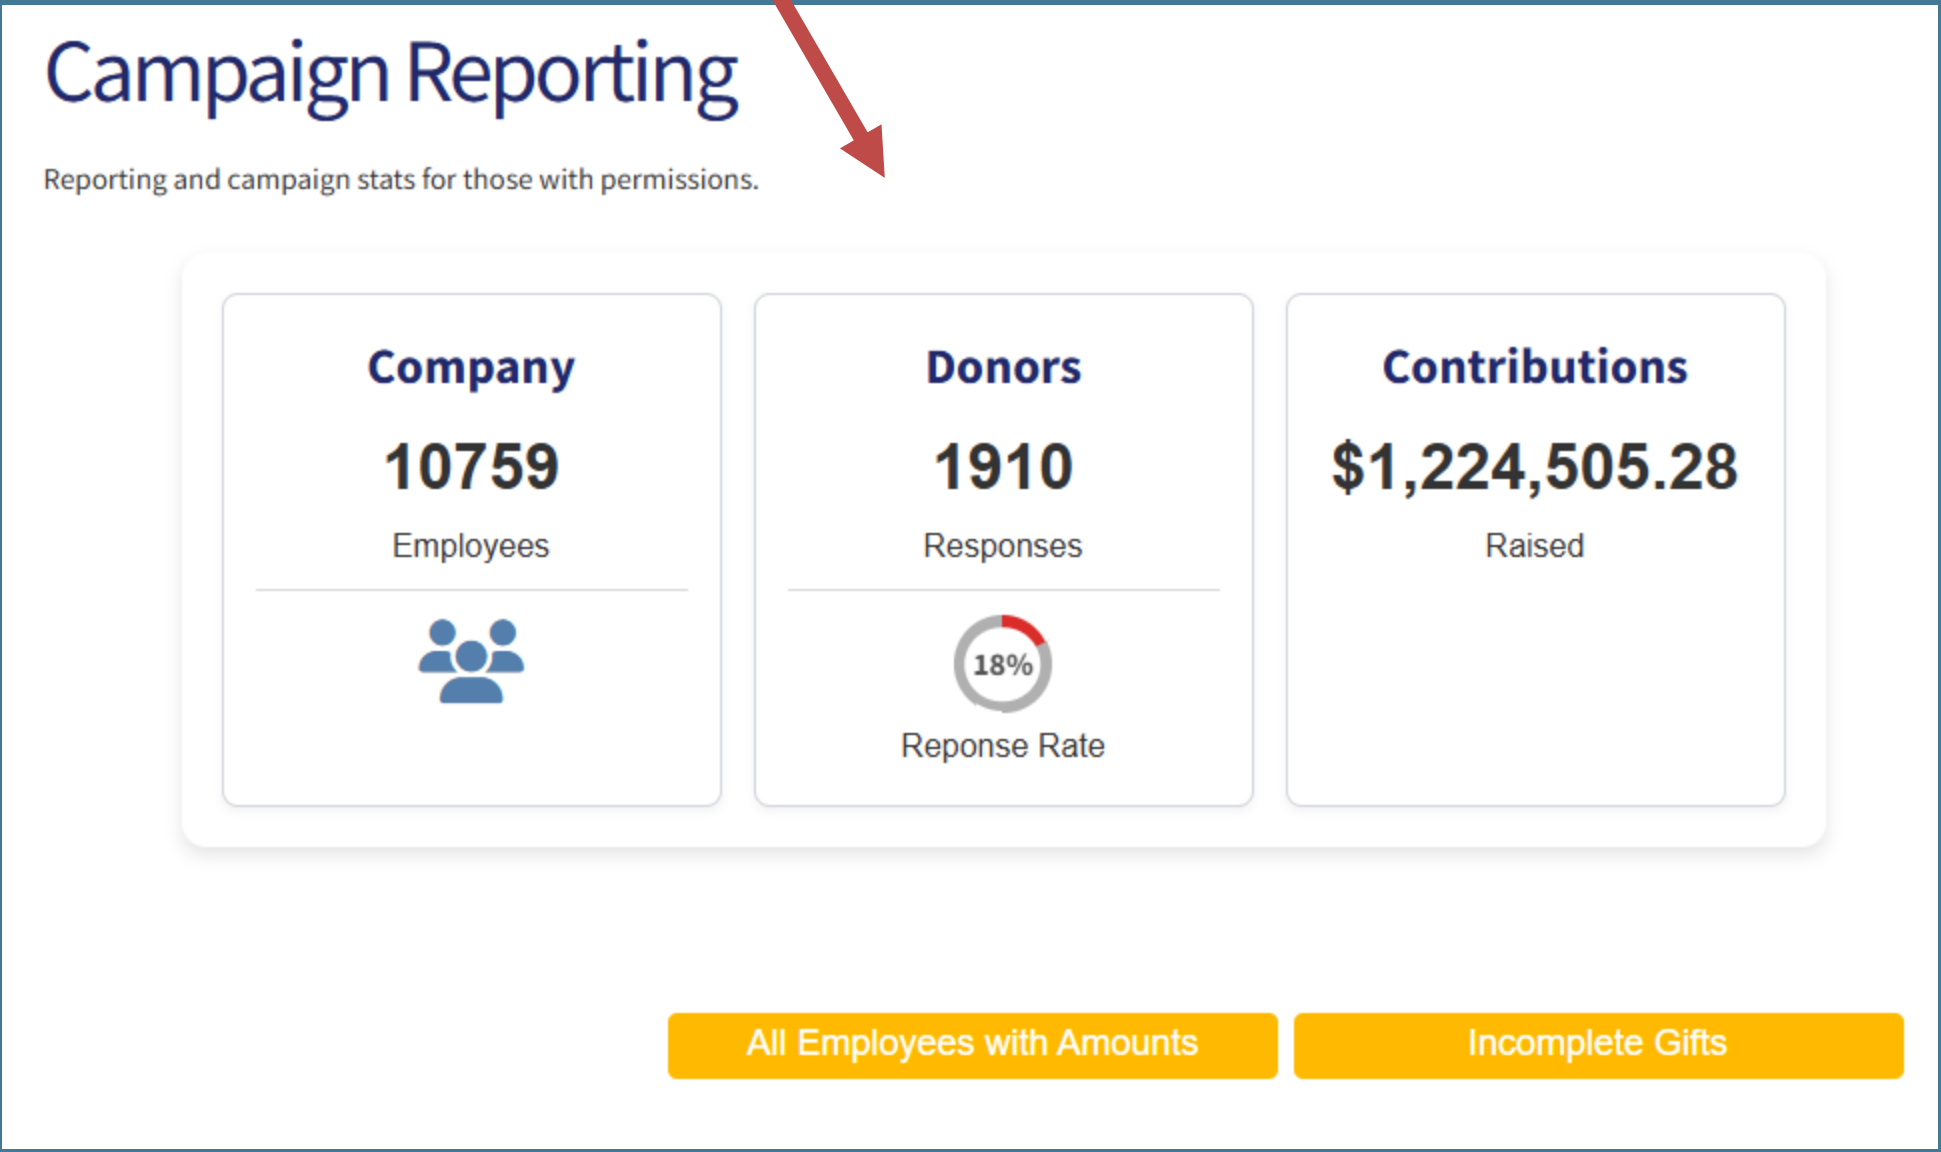 Campaign Reporting
Reporting and campaign stats for those with permissions.
Company
10759
Employees
Donors
1910
Responses
18%
Reponse Rate
Contributions
$1,224,505.28
Raised
All Employees with Amounts
Incomplete Gifts